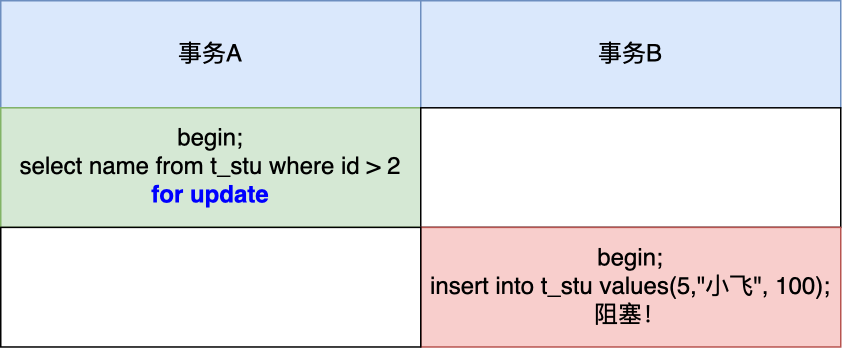 事务A
事务B
begin;
select name from t_stu where id > 2
for update
begin;
insert into t_stu values(5,"小飞", 100);
阻塞！